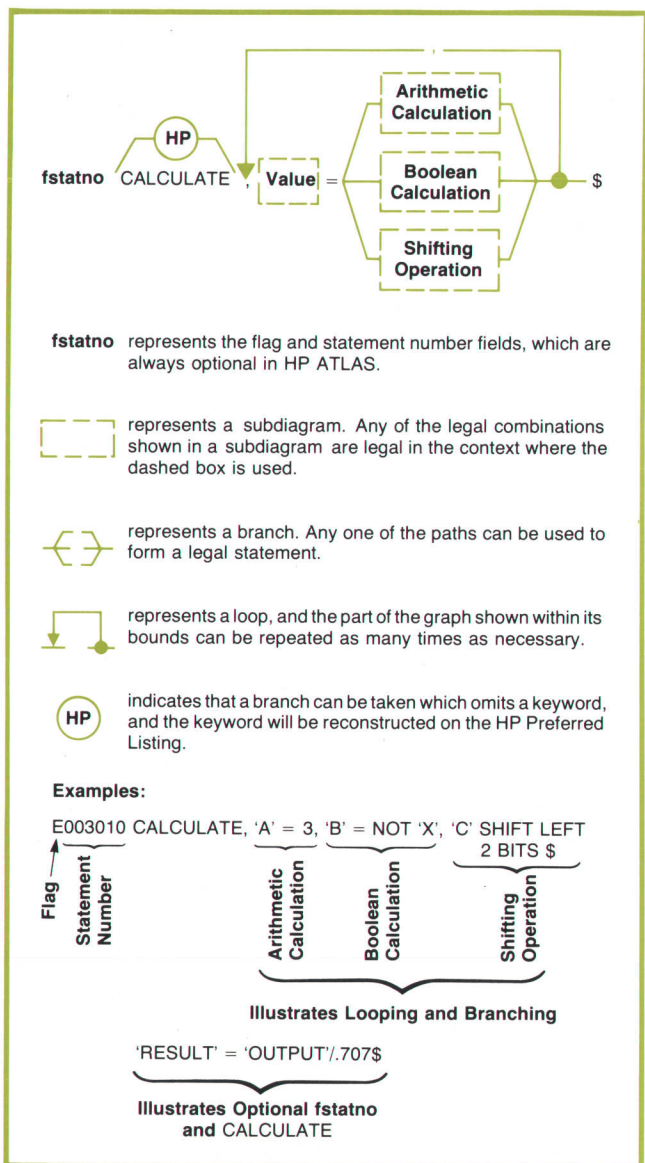 ,
Arithmetic
Calculation
HP
fstatno CALCULATE , Value = Boolean
Calculation $
Shifting
Operation
fstatno represents the flag and statement number fields, which are
always optional in HP ATLAS.
represents a subdiagram. Any of the legal combinations
shown in a subdiagram are legal in the context where the
dashed box is used.
represents a branch. Any one of the paths can be used to
form a legal statement.
represents a loop, and the part of the graph shown within its
bounds can be repeated as many times as necessary.
HP indicates that a branch can be taken which omits a keyword,
and the keyword will be reconstructed on the HP Preferred
Listing.
Examples:
E003010 CALCULATE, 'A' = 3, 'B' = NOT 'X', 'C' SHIFT LEFT
2 BITS $
Flag
Statement
Number
Arithmetic
Calculation
Boolean
Calculation
Shifting
Operation
Illustrates Looping and Branching
'RESULT' = 'OUTPUT'/.707$
Illustrates Optional fstatno
and CALCULATE